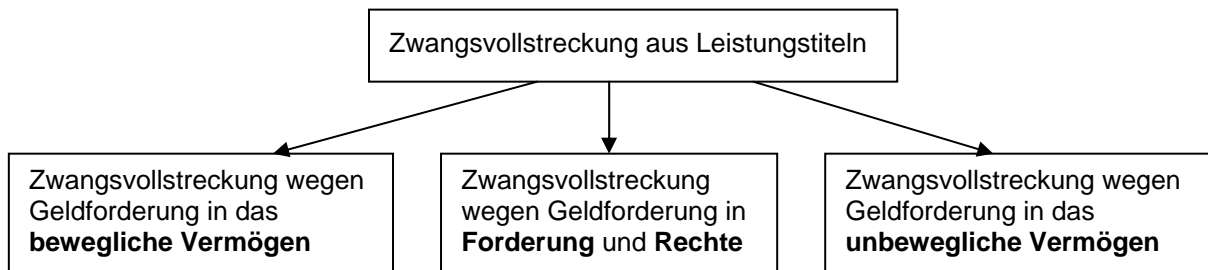 Zwangsvollstreckung aus Leistungstiteln
Zwangsvollstreckung wegen
Geldforderung in das
bewegliche Vermögen
Zwangsvollstreckung
wegen Geldforderung in
Forderung und Rechte
Zwangsvollstreckung wegen
Geldforderung in das
unbewegliche Vermögen